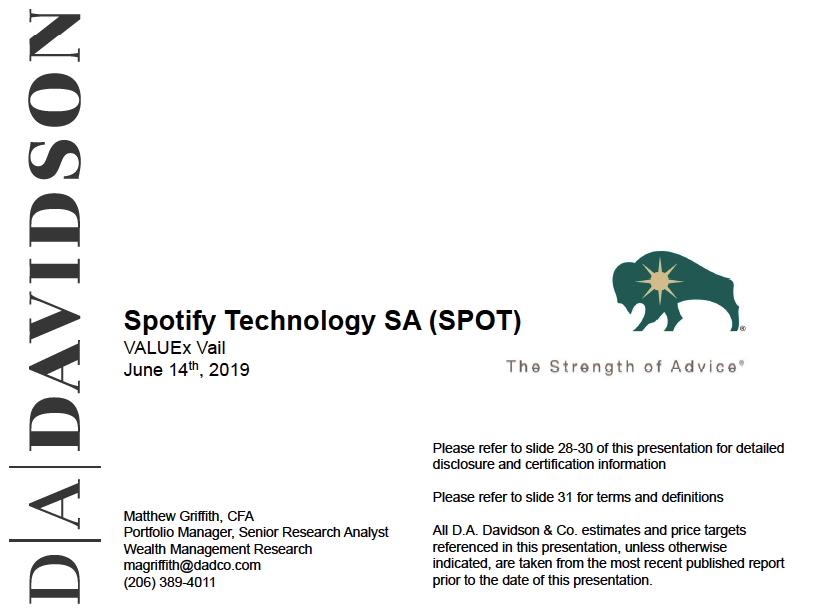 D|A|DAVIDSON
Spotify Technology SA (SPOT)
VALUEx Vail
June 14th, 2019
The Strength of Advice®
Please refer to slide 28-30 of this presentation for detailed
disclosure and certification information
Please refer to slide 31 for terms and definitions
All D.A. Davidson & Co. estimates and price targets
referenced in this presentation, unless otherwise
indicated, are taken from the most recent published report
prior to the date of this presentation.
Matthew Griffith, CFA
Portfolio Manager, Senior Research Analyst
Wealth Management Research
magriffith@dadco.com
(206) 389-4011